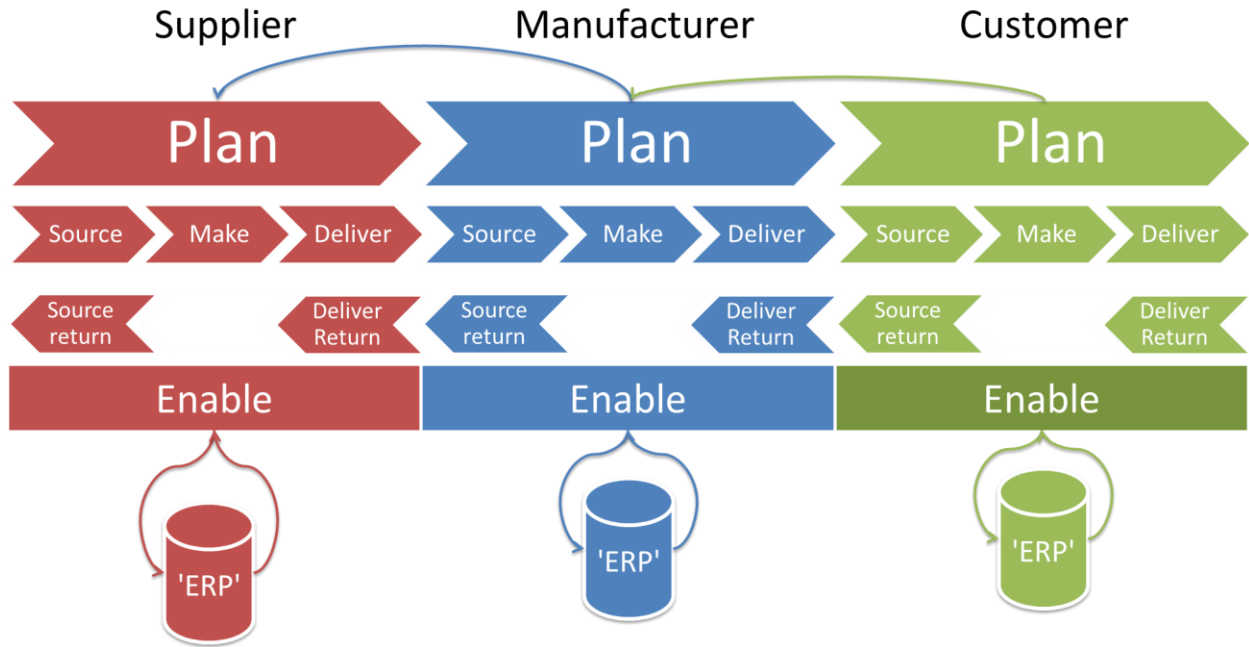 Supplier Manufacturer Customer
Plan Plan Plan
Source Make Deliver Source Make Deliver Source Make Deliver
Source
return
Deliver
Return
Source
return
Deliver
Return
Source
return
Deliver
Return
Enable Enable Enable
'ERP' 'ERP' 'ERP'